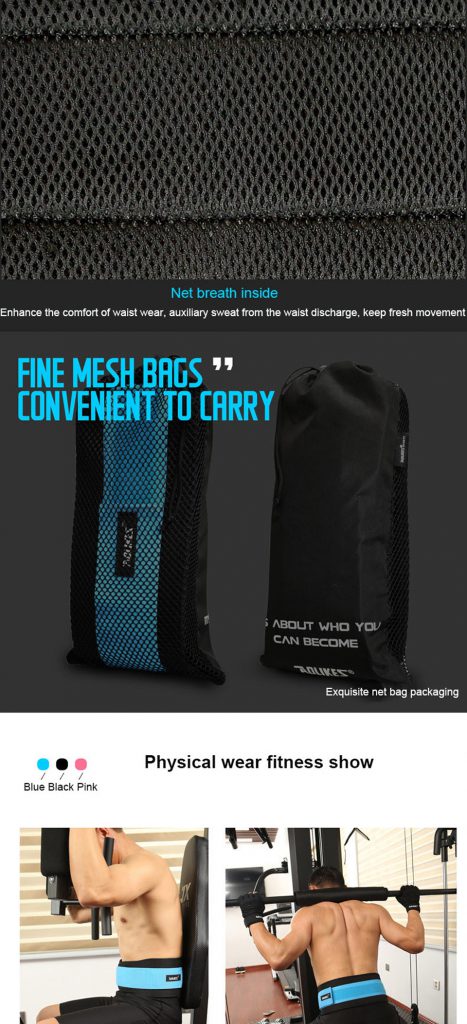 Net breath inside
Enhance the comfort of waist wear, auxiliary sweat from the waist discharge, keep fresh movement
FINE MESH BAGS ”
CONVENIENT TO CARRY
AOLIKES
S ABOUT WHO YOU
CAN BECOME
AOLIKES®
Exquisite net bag packaging
Physical wear fitness show
Blue Black Pink